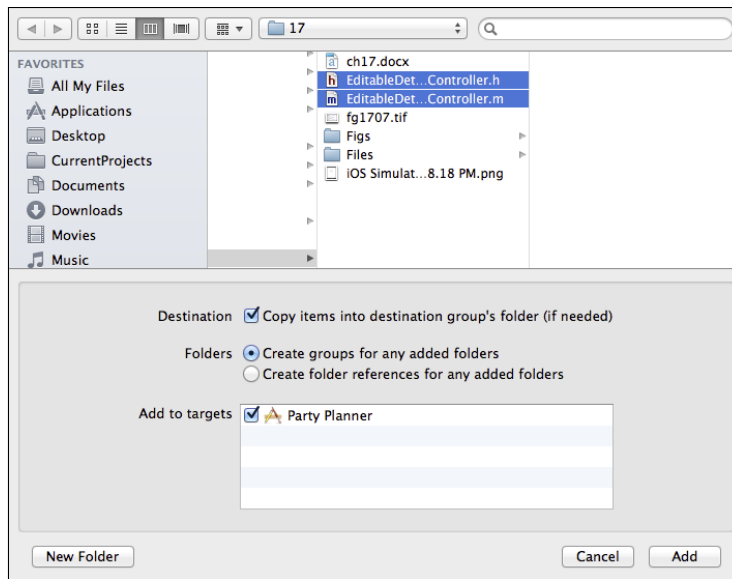 17
FAVORITES
All My Files
Applications
Desktop
CurrentProjects
Documents
Downloads
Movies
Music
ch17.docx
EditableDet...Controller.h
EditableDet...Controller.m
fg1707.tif
Figs
Files
iOS Simulat...8.18 PM.png
Destination Copy items into destination group's folder (if needed)
Folders Create groups for any added folders
Create folder references for any added folders
Add to targets Party Planner
New Folder Cancel Add